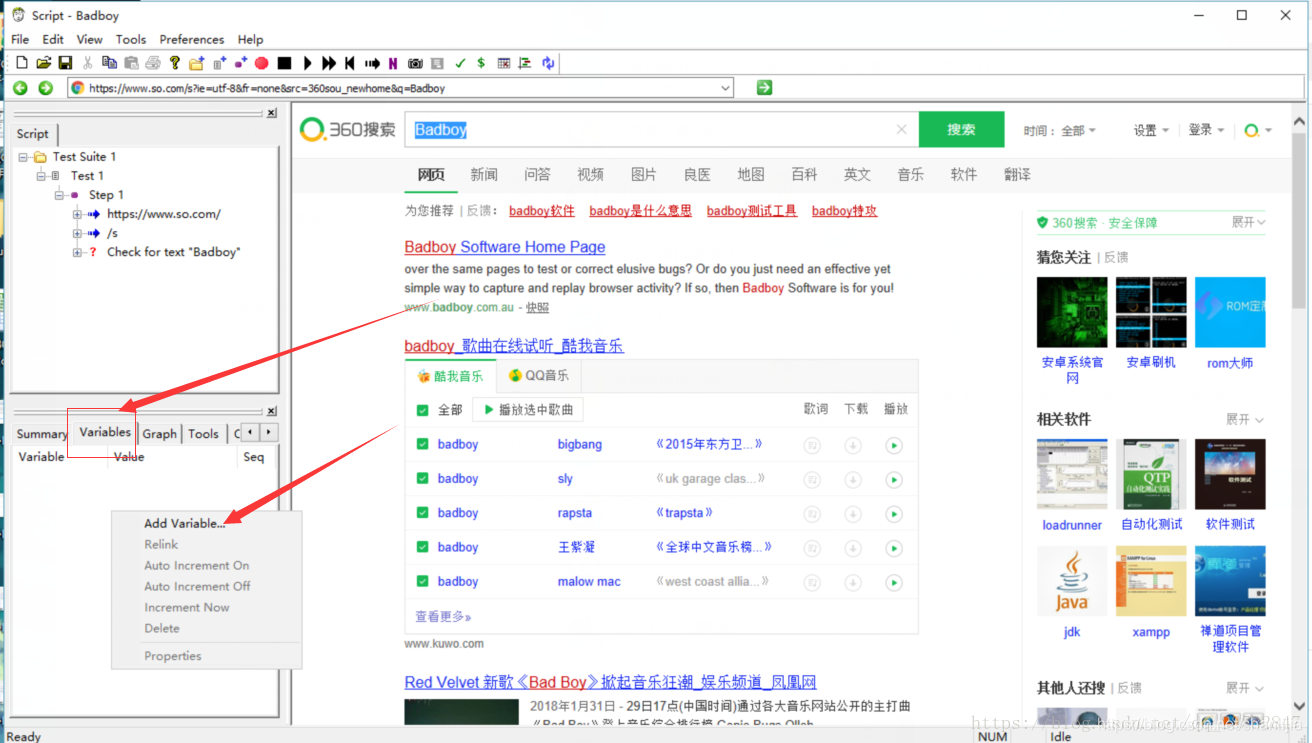 Script - Badboy
File Edit View Tools Preferences Help
https://www.so.com/s?ie=utf-8&fr=none&src=360sou_newhome&q=Badboy
Script
Test Suite 1
Test 1
Step 1
https://www.so.com/
/s
Check for text "Badboy"
Summary Variables Graph Tools
Variable Value Seq
Add Variable...
Relink
Auto Increment On
Auto Increment Off
Increment Now
Delete
Properties
360搜索 Badboy 搜索 时间： 全部 设置 登录
网页 新闻 问答 视频 图片 良医 地图 百科 英文 音乐 软件 翻译
为您推荐 | 反馈： badboy软件 badboy是什么意思 badboy测试工具 badboy特攻
Badboy Software Home Page
over the same pages to test or correct elusive bugs? Or do you just need an effective yet
simple way to capture and replay browser activity? If so, then Badboy Software is for you!
www.badboy.com.au - 快照
badboy_歌曲在线试听_酷我音乐
酷我音乐 QQ音乐
全部 播放选中歌曲 歌词 下载 播放
badboy bigbang 《2015年东方卫...》
badboy sly 《uk garage clas...》
badboy rapsta 《trapsta》
badboy 王紫凝 《全球中文音乐榜...》
badboy malow mac 《west coast allia...》
查看更多»
www.kuwo.com
Red Velvet 新歌《Bad Boy》掀起音乐狂潮_娱乐频道_凤凰网
2018年1月31日 - 29日17点(中国时间)通过各大音乐网站公开的主打曲
360搜索 · 安全保障 展开
猜您关注 | 反馈
ROM定制
安卓系统官网 安卓刷机 rom大师
相关软件 展开
QTP
自动化测试实践
软件测试
loadrunner 自动化测试 软件测试
Java
jdk xampp 禅道项目管理软件
其他人还搜 | 反馈 展开
Ready NUM Idle